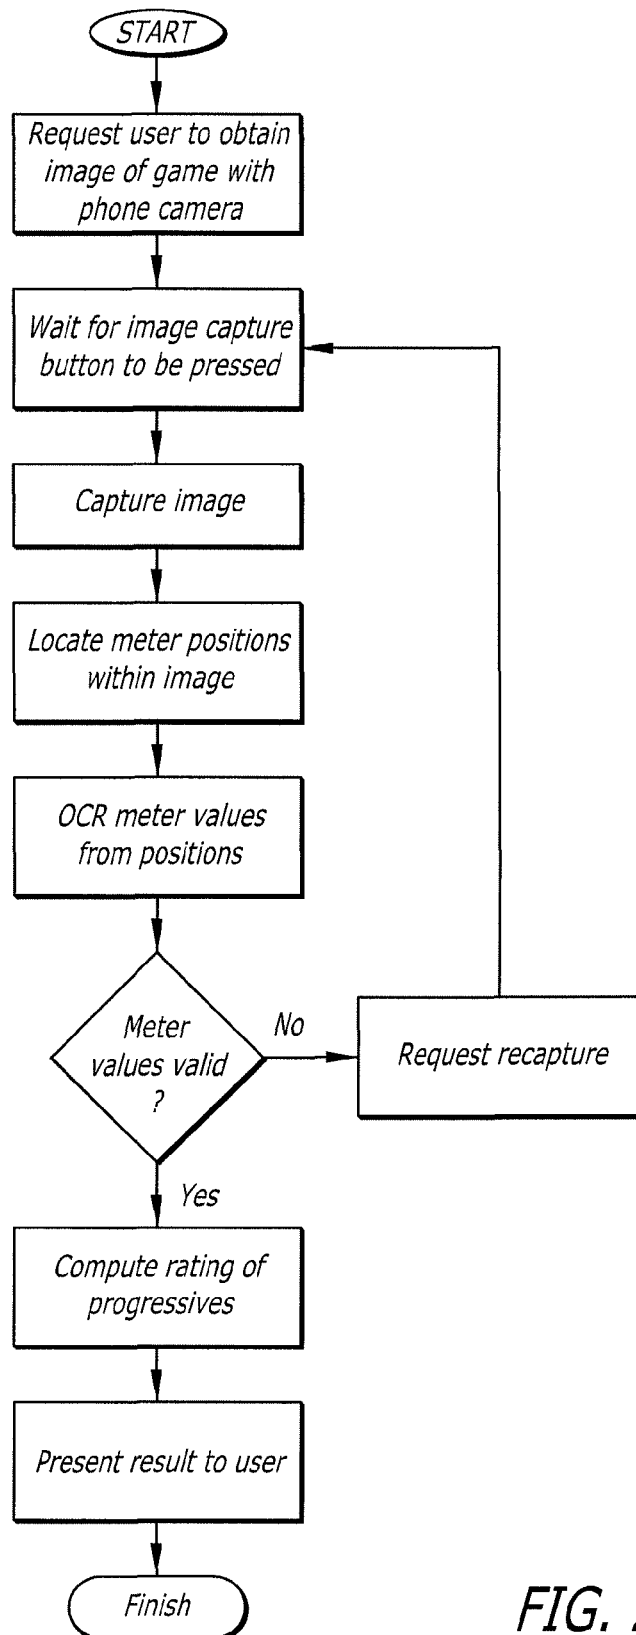 START
Request user to obtain
image of game with
phone camera
Wait for image capture
button to be pressed
Capture image
Locate meter positions
within image
OCR meter values
from positions
Meter
values valid
?
No
Request recapture
Yes
Compute rating of
progressives
Present result to user
Finish
FIG.